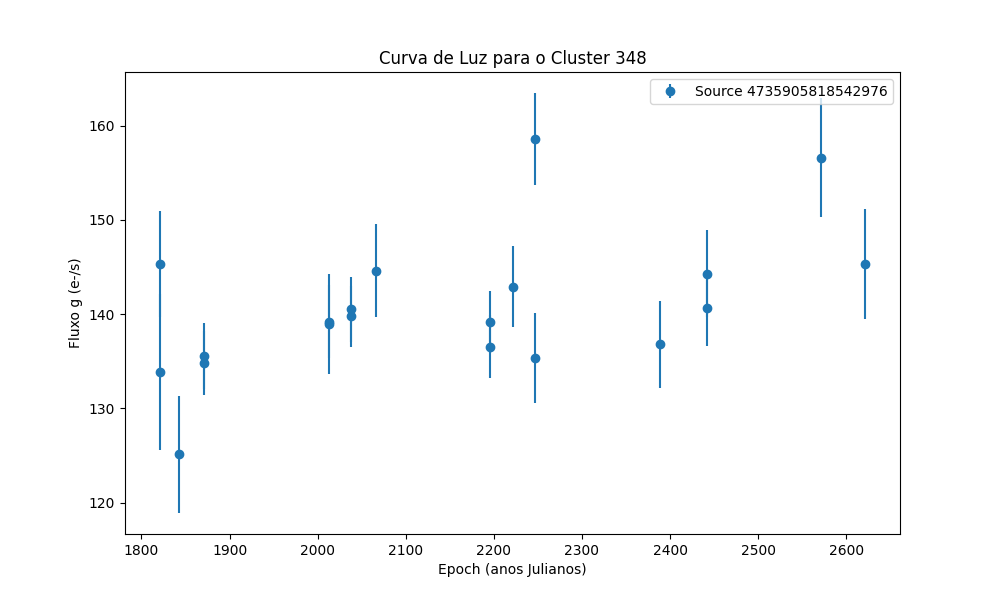 Curva de Luz para o Cluster 348
Source 4735905818542976
160
150
140
130
120
Fluxo g (e-/s)
1800 1900 2000 2100 2200 2300 2400 2500 2600
Epoch (anos Julianos)